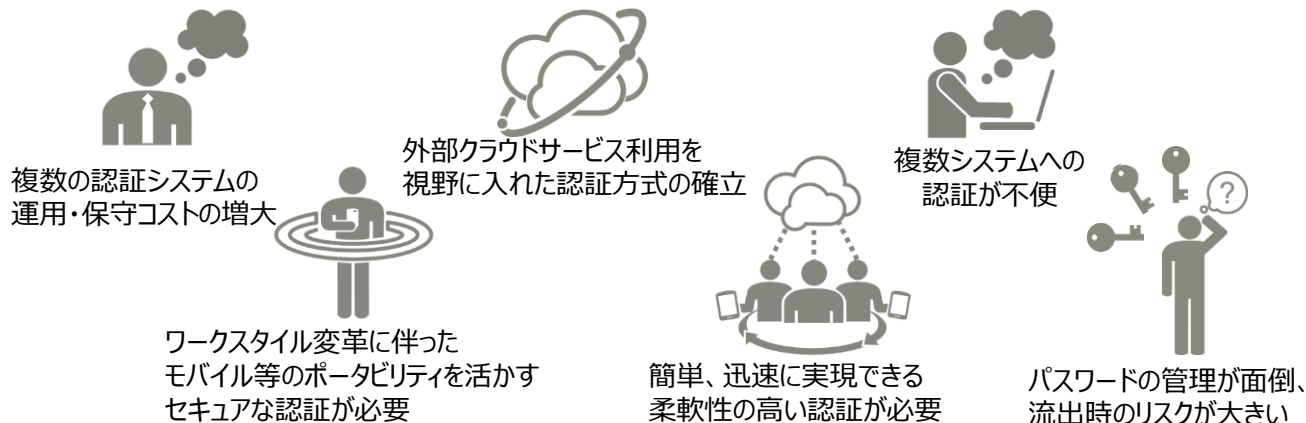 複数の認証システムの
運用・保守コストの増大
外部クラウドサービス利用を
視野に入れた認証方式の確立
複数システムへの
認証が不便
?
ワークスタイル変革に伴った
モバイル等のポータビリティを活かす
セキュアな認証が必要
簡単、迅速に実現できる
柔軟性の高い認証が必要
パスワードの管理が面倒、
流出時のリスクが大きい